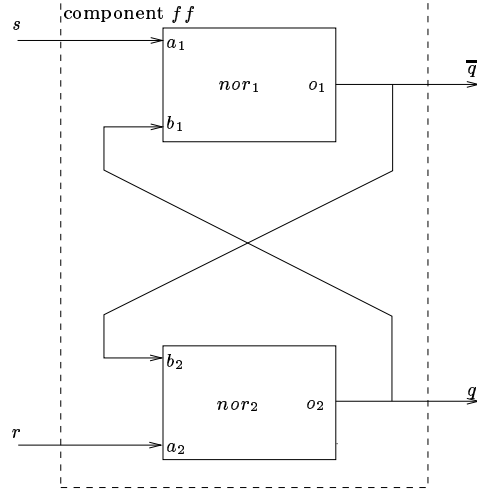 component ff
s
a₁
nor₁ o₁
q̅
b₁
b₂
nor₂ o₂
q
r
a₂